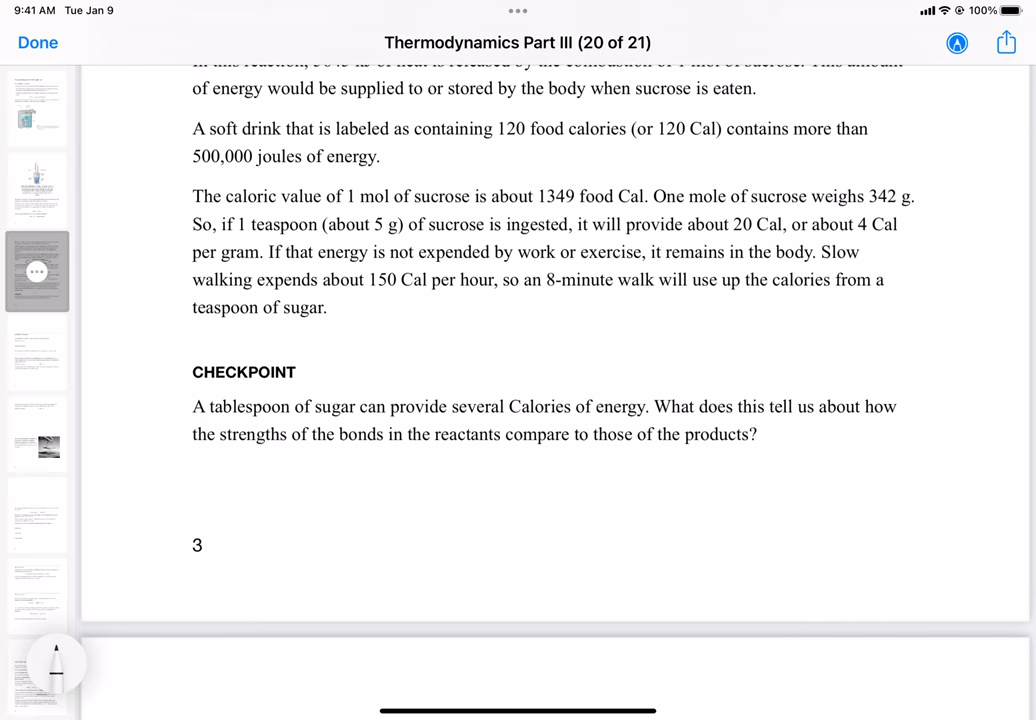 9:41 AM Tue Jan 9
100%
Done
Thermodynamics Part III (20 of 21)
of energy would be supplied to or stored by the body when sucrose is eaten.
A soft drink that is labeled as containing 120 food calories (or 120 Cal) contains more than
500,000 joules of energy.
The caloric value of 1 mol of sucrose is about 1349 food Cal. One mole of sucrose weighs 342 g.
So, if 1 teaspoon (about 5 g) of sucrose is ingested, it will provide about 20 Cal, or about 4 Cal
per gram. If that energy is not expended by work or exercise, it remains in the body. Slow
walking expends about 150 Cal per hour, so an 8-minute walk will use up the calories from a
teaspoon of sugar.
CHECKPOINT
A tablespoon of sugar can provide several Calories of energy. What does this tell us about how
the strengths of the bonds in the reactants compare to those of the products?
3